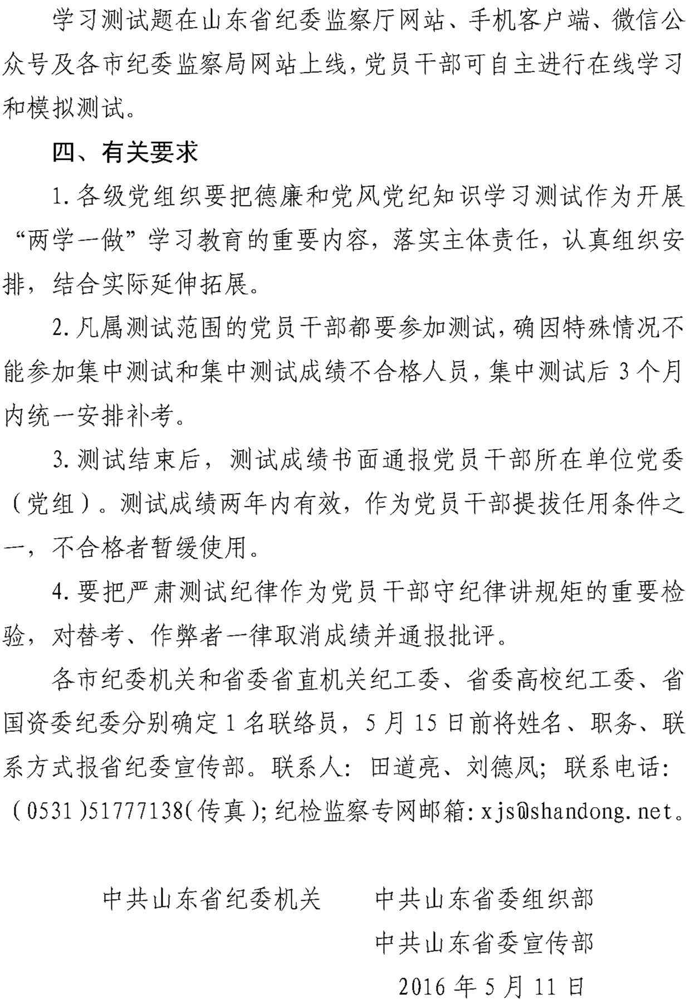 学习测试题在山东省纪委监察厅网站、手机客户端、微信公
众号及各市纪委监察局网站上线，党员干部可自主进行在线学习
和模拟测试。
四、有关要求
1. 各级党组织要把德廉和党风党纪知识学习测试作为开展
“两学一做”学习教育的重要内容，落实主体责任，认真组织安
排，结合实际延伸拓展。
2. 凡属测试范围的党员干部都要参加测试，确因特殊情况不
能参加集中测试和集中测试成绩不合格人员，集中测试后 3 个月
内统一安排补考。
3. 测试结束后，测试成绩书面通报党员干部所在单位党委
（党组）。测试成绩两年内有效，作为党员干部提拔任用条件之
一，不合格者暂缓使用。
4. 要把严肃测试纪律作为党员干部守纪律讲规矩的重要检
验，对替考、作弊者一律取消成绩并通报批评。
各市纪委机关和省委省直机关纪工委、省委高校纪工委、省
国资委纪委分别确定 1 名联络员，5 月 15 日前将姓名、职务、联
系方式报省纪委宣传部。联系人：田道亮、刘德凤；联系电话：
(0531)51777138(传真)；纪检监察专网邮箱：xjs@shandong.net。
中共山东省纪委机关 中共山东省委组织部
中共山东省委宣传部
2016 年 5 月 11 日